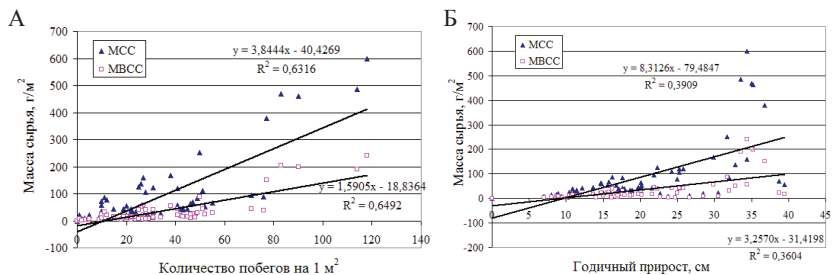 А
МСС
МВСС
y = 3,8444x - 40,4269
R² = 0,6316
1,5905x - 18,8364
R² = 0,6492
Масса сырья, г/м²
700
600
500
400
300
200
100
0
-100
0 20 40 60 80 100 120 140
Количество побегов на 1 м²
Б
МСС
МВСС
y = 8,3126x - 79,4847
R² = 0,3909
Масса сырья, г/м²
700
600
500
400
300
200
100
0
-100
-200
0 5 10 15 20 25 30 35 40 45
3,2570x - 31,4198
R² = 0,3604
Годичный прирост, см